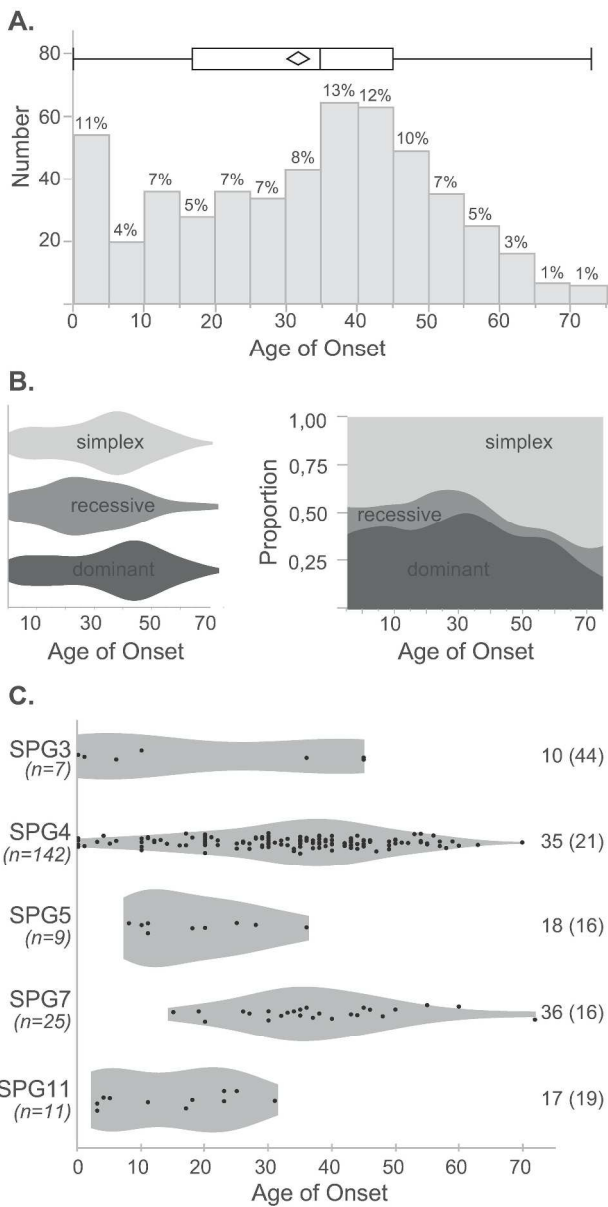 A.
80
60
40
20
Number
11%
4%
7%
5%
7%
7%
8%
13%
12%
10%
7%
5%
3%
1%
1%
0 10 20 30 40 50 60 70
Age of Onset
B.
simplex
recessive
dominant
10 30 50 70
Age of Onset
Proportion
1,00
0,75
0,50
0,25
simplex
recessive
dominant
10 30 50 70
Age of Onset
C.
SPG3 10 (44)
(n=7)
SPG4 35 (21)
(n=142)
SPG5 18 (16)
(n=9)
SPG7 36 (16)
(n=25)
SPG11 17 (19)
(n=11)
0 10 20 30 40 50 60 70
Age of Onset